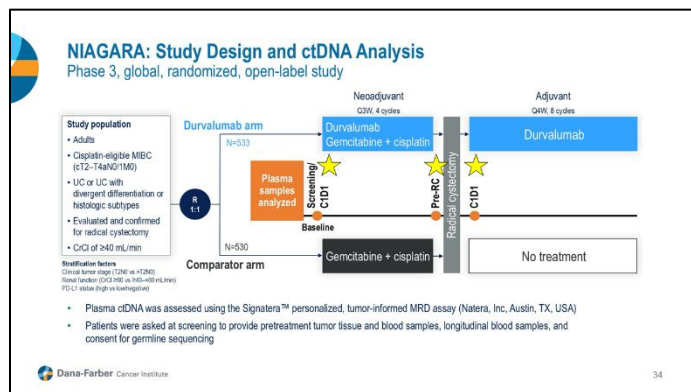 NIAGARA: Study Design and ctDNA Analysis
Phase 3, global, randomized, open-label study
Neoadjuvant
Q3W, 4 cycles
Adjuvant
Q4W, 8 cycles
Study population
• Adults
• Cisplatin-eligible MIBC
(cT2–T4aN0/1M0)
• UC or UC with
divergent differentiation or
histologic subtypes
• Evaluated and confirmed
for radical cystectomy
• CrCl of ≥40 mL/min
Stratification factors
Clinical tumor stage (T2N0 vs >T2N0)
Renal function (CrCl ≥60 vs ≥40–<60 mL/min)
PD-L1 status (high vs low/negative)
R
1:1
Durvalumab arm
N=533
Durvalumab
Gemcitabine + cisplatin
Durvalumab
Plasma
samples
analyzed
Screening/
C1D1
Baseline
Pre-RC
Radical cystectomy
C1D1
N=530
Comparator arm
Gemcitabine + cisplatin
No treatment
• Plasma ctDNA was assessed using the Signatera™ personalized, tumor-informed MRD assay (Natera, Inc, Austin, TX, USA)
• Patients were asked at screening to provide pretreatment tumor tissue and blood samples, longitudinal blood samples, and
consent for germline sequencing
Dana-Farber Cancer Institute
34